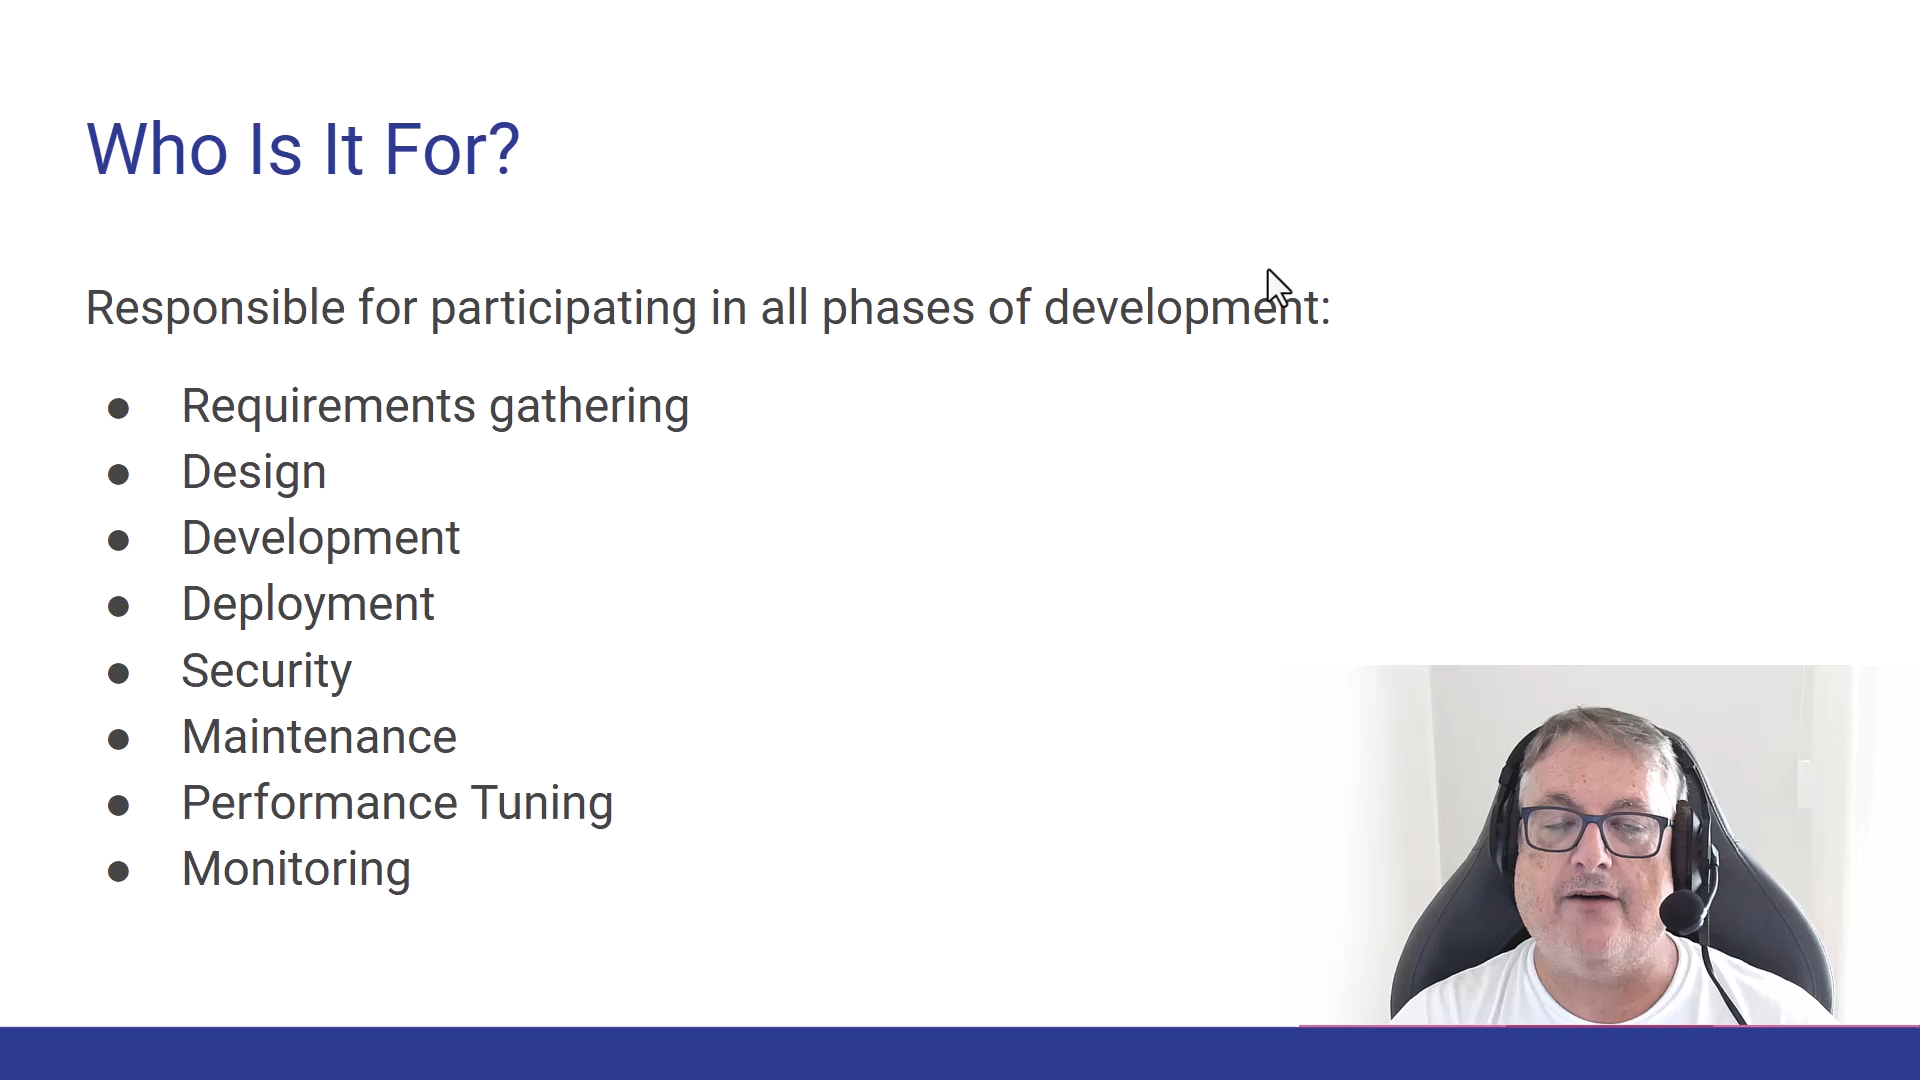 Who Is It For?
Responsible for participating in all phases of development:
● Requirements gathering
● Design
● Development
● Deployment
● Security
● Maintenance
● Performance Tuning
● Monitoring